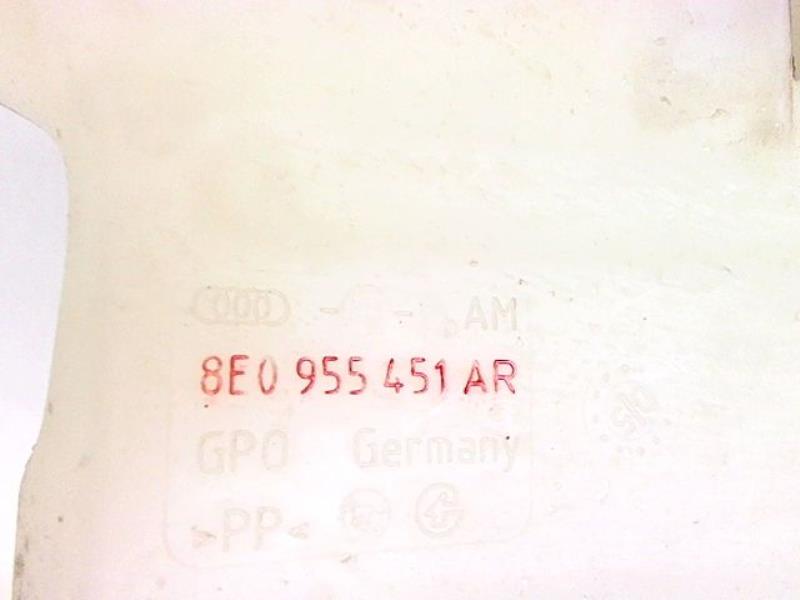 AM
8E0 955 451 AR
GPO Germany
>PP<